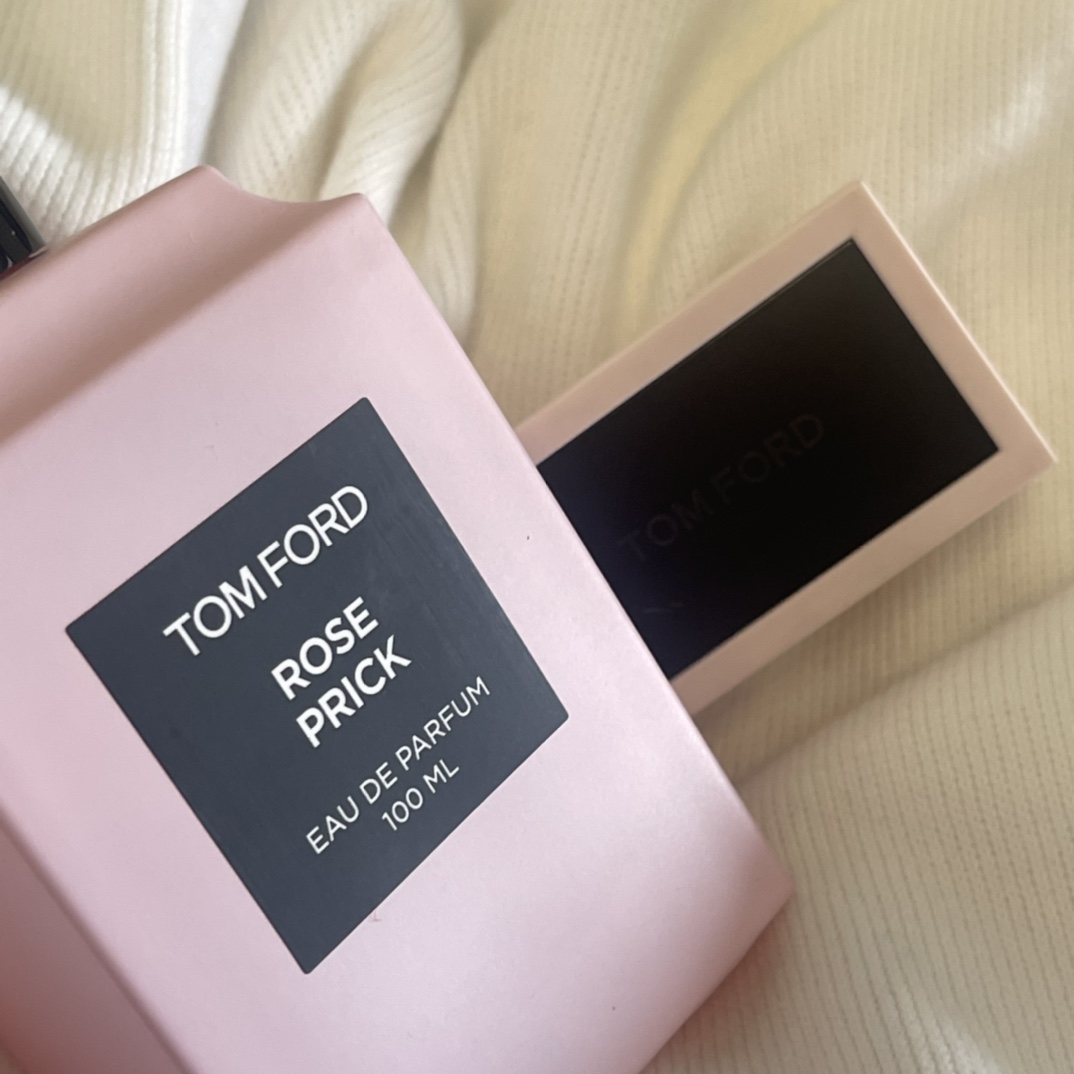 TOM FORD
ROSE
PRICK
EAU DE PARFUM
100 ML
TOM FORD